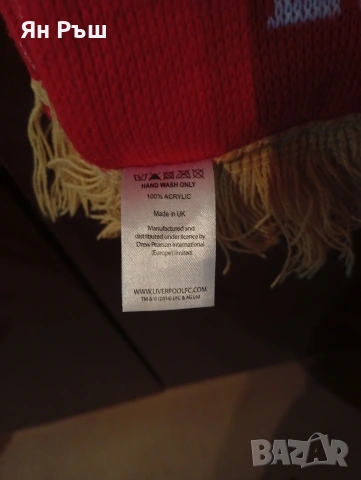 Ян Ръш
HAND WASH ONLY
100% ACRYLIC
Made in UK
Manufactured and
distributed under licence by
Drew Pearson International
(Europe) limited.
WWW.LIVERPOOLFC.COM
TM & © (2014) LFC & AG Ltd
BAZAR